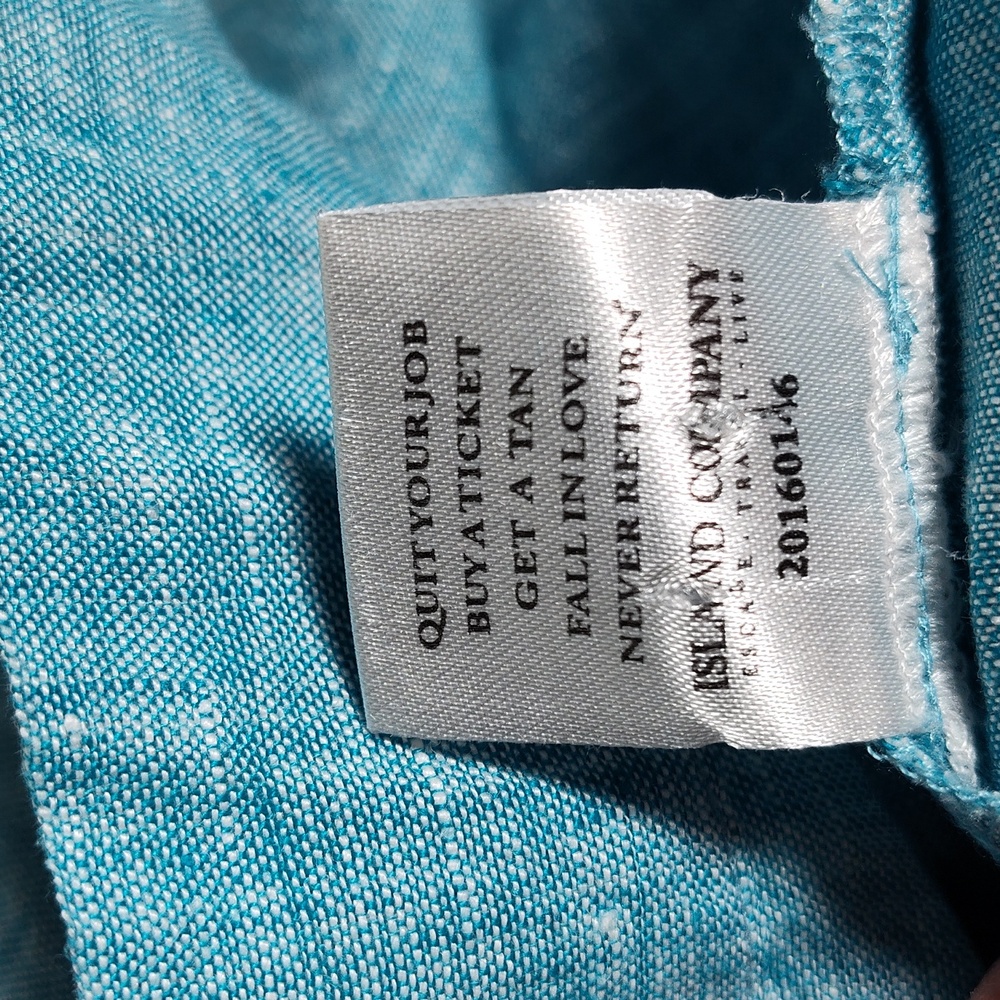 QUIT YOUR JOB
BUY A TICKET
GET A TAN
FALL IN LOVE
NEVER RETURN
ISLAND COMPANY
ESCAPE · TRAVEL · LIVE
20160146